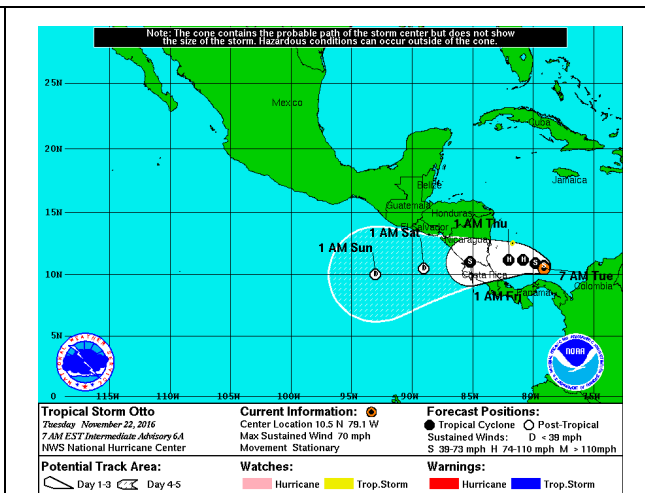 Note: The cone contains the probable path of the storm center but does not show
the size of the storm. Hazardous conditions can occur outside of the cone.
25N
Mexico
Cuba
20N
Jamaica
Belize
Guatemala
15N
Honduras
1 AM Thu
El Salvador
1 AM Sat
Nicaragua
1 AM Sun
S H H S
D D
10N
Costa Rica
7 AM Tue
Panama
Colombia
1 AM Fri
5N
NOAA
0
115W 110W 105W 100W 95W 90W 85W 80W 75W
Tropical Storm Otto
Tuesday November 22, 2016
7 AM EST Intermediate Advisory 6A
NWS National Hurricane Center
Current Information:
Center Location 10.5 N 79.1 W
Max Sustained Wind 70 mph
Movement Stationary
Forecast Positions:
Tropical Cyclone Post-Tropical
Sustained Winds: D < 39 mph
S 39-73 mph H 74-110 mph M > 110mph
Potential Track Area:
Day 1-3 Day 4-5
Watches:
Hurricane Trop.Storm
Warnings:
Hurricane Trop.Storm